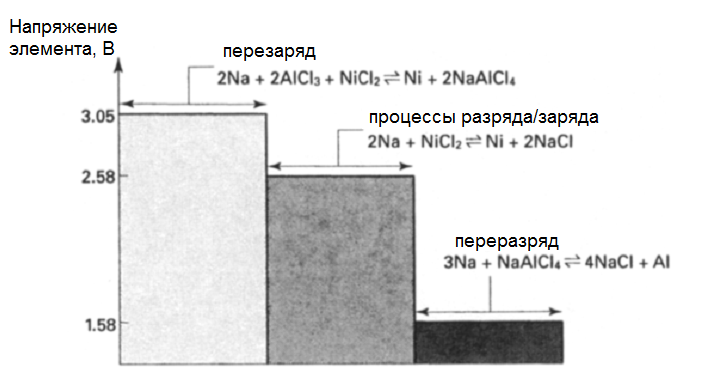 Напряжение
элемента, В
перезаряд
2Na + 2AlCl₃ + NiCl₂ ⇌ Ni + 2NaAlCl₄
3.05
процессы разряда/заряда
2Na + NiCl₂ ⇌ Ni + 2NaCl
2.58
переразряд
3Na + NaAlCl₄ ⇌ 4NaCl + Al
1.58